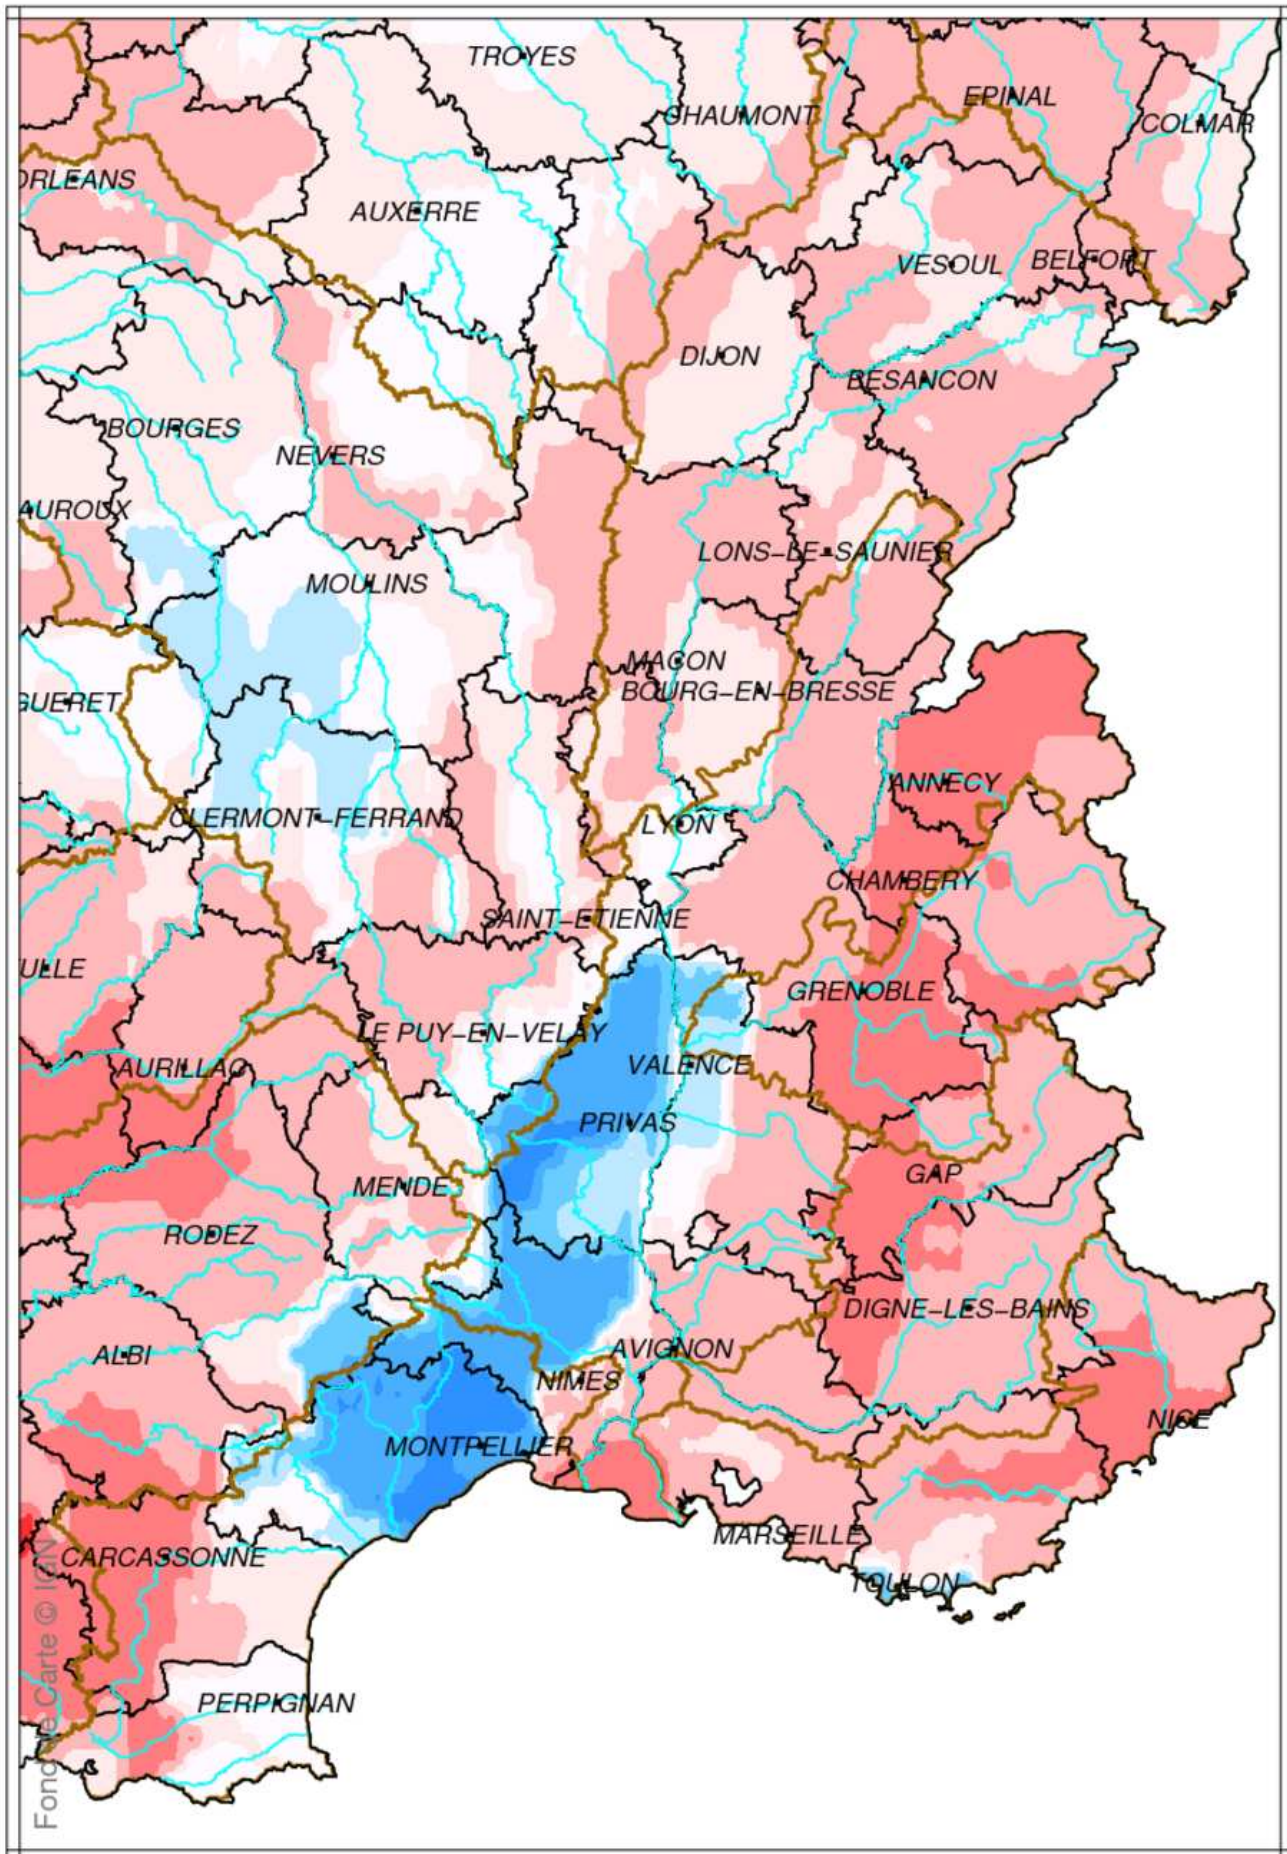 TROYES
CHAUMONT
EPINAL
COLMAR
ORLEANS
AUXERRE
VESOUL
BELFORT
DIJON
BESANCON
BOURGES
NEVERS
AUROUX
LONS-LE-SAUNIER
MOULINS
MACON
BOURG-EN-BRESSE
GUERET
ANNECY
CLERMONT-FERRAND
LYON
CHAMBERY
SAINT-ETIENNE
ULLE
GRENOBLE
LE PUY-EN-VELAY
AURILLAC
VALENCE
PRIVAS
GAP
MENDE
RODEZ
DIGNE-LES-BAINS
ALBI
AVIGNON
NIMES
NICE
MONTPELLIER
MARSEILLE
CARCASSONNE
TOULON
PERPIGNAN
Fond de Carte © IGN